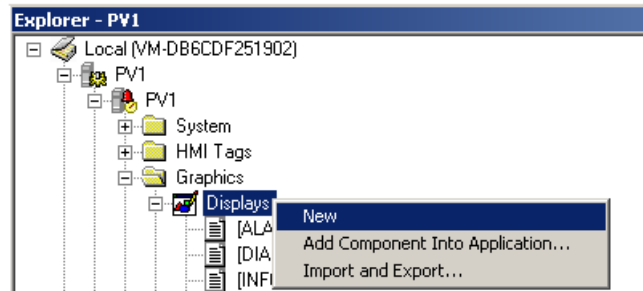 Explorer - PV1
Local (VM-DB6CDF251902)
PV1
PV1
System
HMI Tags
Graphics
Displays
New
[ALA
Add Component Into Application...
[DIA
Import and Export...
[INF